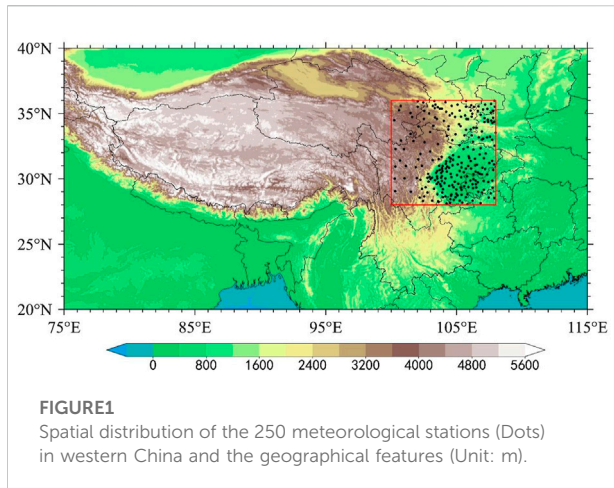 40°N
35°N
30°N
25°N
20°N
75°E 85°E 95°E 105°E 115°E
0 800 1600 2400 3200 4000 4800 5600
FIGURE1
Spatial distribution of the 250 meteorological stations (Dots)
in western China and the geographical features (Unit: m).